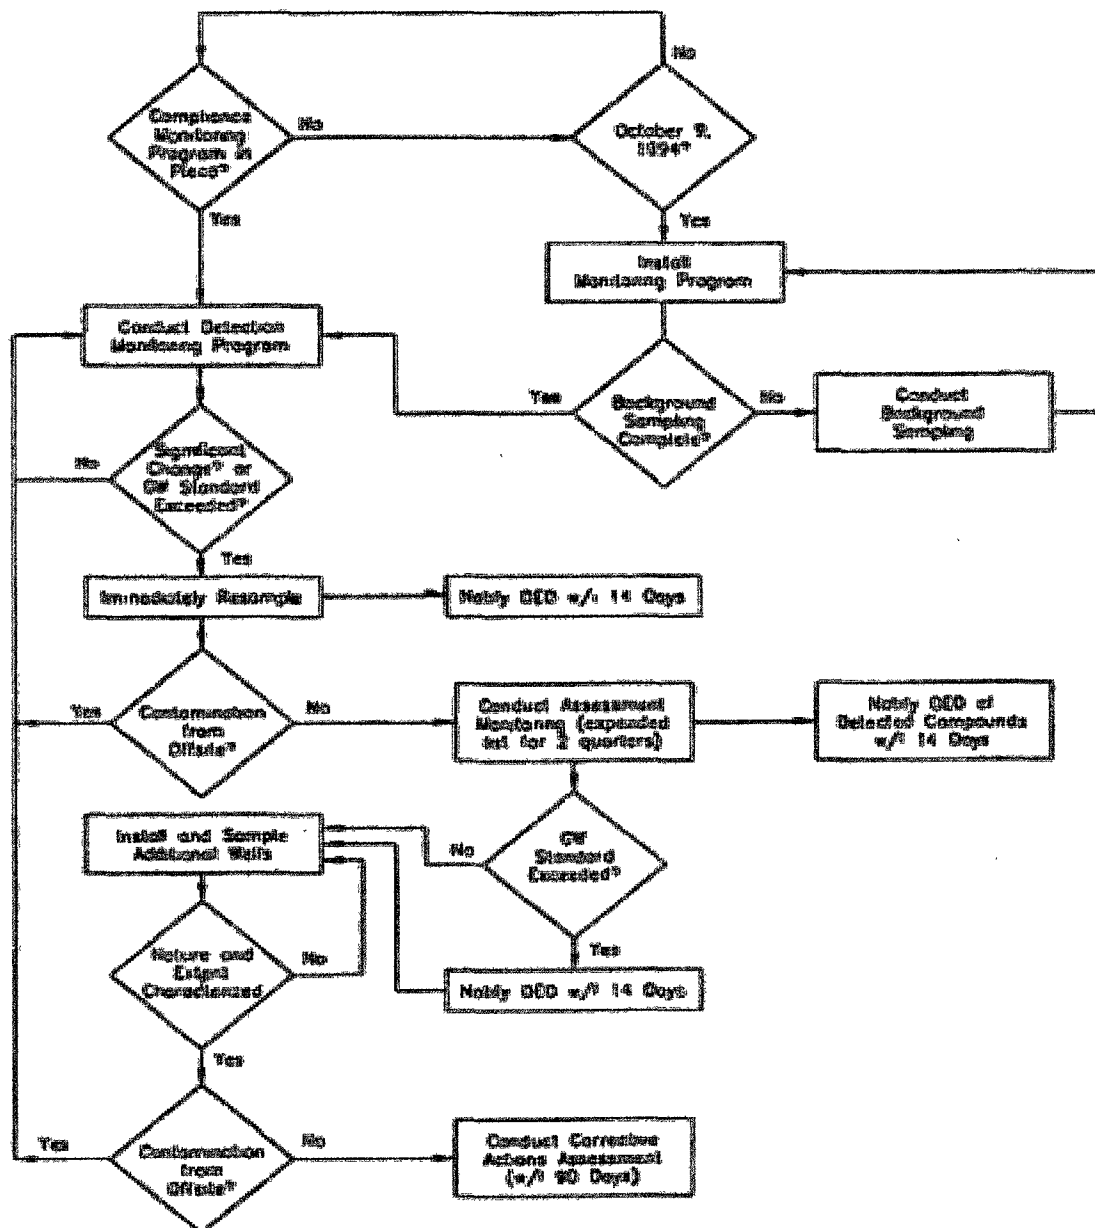 No
Compliance
Monitoring
Program in
Place?
No
October 9,
1994?
Yes
Yes
Install
Monitoring Program
Conduct Detection
Monitoring Program
Yes
Background
Sampling
Complete?
No
Conduct
Background
Sampling
No
Significant
Change? or
GW Standard
Exceeded?
Yes
Immediately Resample
Notify DEQ w/i 14 Days
Yes
Contamination
from
Offsite?
No
Conduct Assessment
Monitoring (expanded
list for 2 quarters)
Notify DEQ of
Detected Compounds
w/i 14 Days
Install and Sample
Additional Wells
No
GW
Standard
Exceeded?
Yes
Nature and
Extent
Characterized
No
Notify DEQ w/i 14 Days
Yes
Yes
Contamination
from
Offsite?
No
Conduct Corrective
Actions Assessment
(w/i 90 Days)